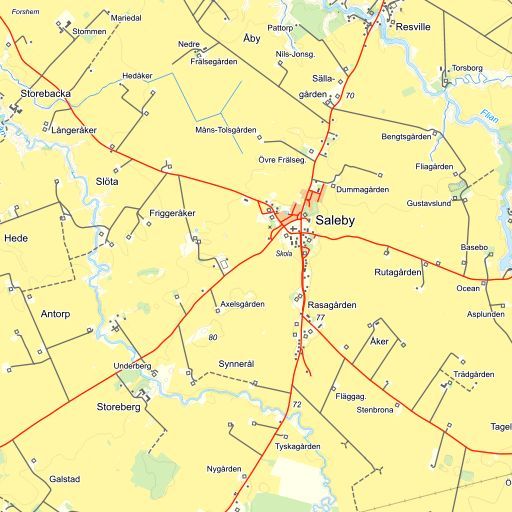 Forshem
Mariedal
Stommen
Pattorp
Resville
Åby
Nedre
Frälsegården
Nils-Jonsg.
Torsborg
Hedåker
Sälla-
gården
70
Storebacka
Flian
Långeråker
Måns-Tolsgården
Bengtsgården
Övre Frälseg.
Fliagården
Slöta
Dummagården
Gustavslund
Friggeråker
Saleby
Hede
Skola
Basebo
Rutagården
Ocean
Antorp
Axelsgården
Rasagården
77
Asplunden
80
Åker
Underberg
Synnerål
Trädgården
Storeberg
Fläggag.
72
Stenbrona
Tagel
Tyskagården
Galstad
Nygården
Ö